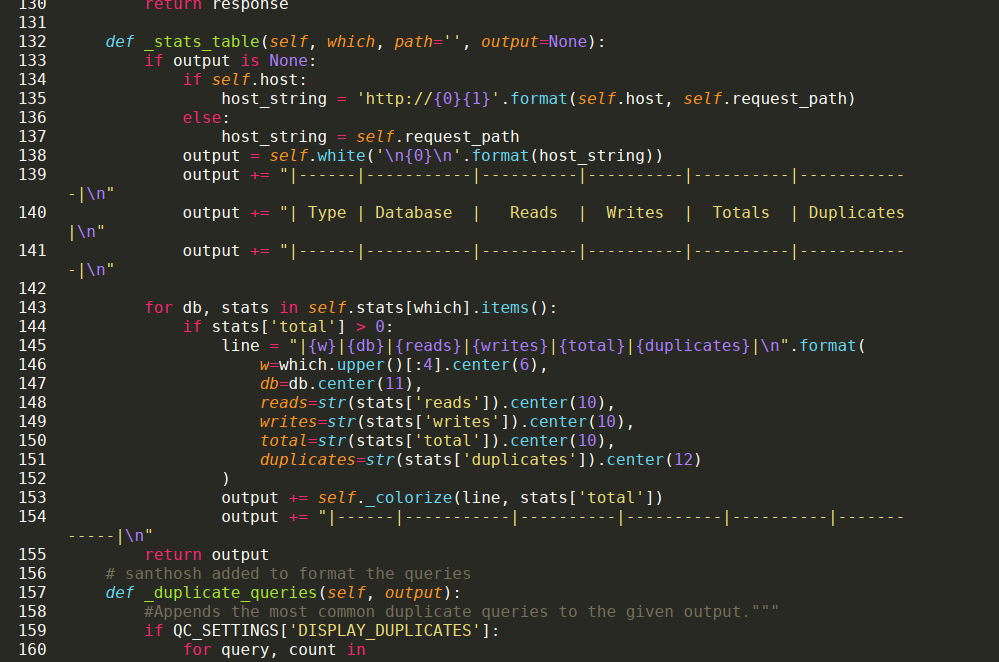 130             return response
131
132     def _stats_table(self, which, path='', output=None):
133         if output is None:
134             if self.host:
135                 host_string = 'http://{0}{1}'.format(self.host, self.request_path)
136             else:
137                 host_string = self.request_path
138             output = self.white('\n{0}\n'.format(host_string))
139             output += "|------|-----------|----------|----------|----------|-----------
-|\n"
140             output += "| Type | Database  |   Reads  |  Writes  |  Totals  | Duplicates 
|\n"
141             output += "|------|-----------|----------|----------|----------|-----------
-|\n"
142
143         for db, stats in self.stats[which].items():
144             if stats['total'] > 0:
145                 line = "|{w}|{db}|{reads}|{writes}|{total}|{duplicates}|\n".format(
146                     w=which.upper()[:4].center(6),
147                     db=db.center(11),
148                     reads=str(stats['reads']).center(10),
149                     writes=str(stats['writes']).center(10),
150                     total=str(stats['total']).center(10),
151                     duplicates=str(stats['duplicates']).center(12)
152                 )
153                 output += self._colorize(line, stats['total'])
154                 output += "|------|-----------|----------|----------|----------|-------
-----|\n"
155         return output
156     # santhosh added to format the queries
157     def _duplicate_queries(self, output):
158         #Appends the most common duplicate queries to the given output."""
159         if QC_SETTINGS['DISPLAY_DUPLICATES']:
160             for query, count in